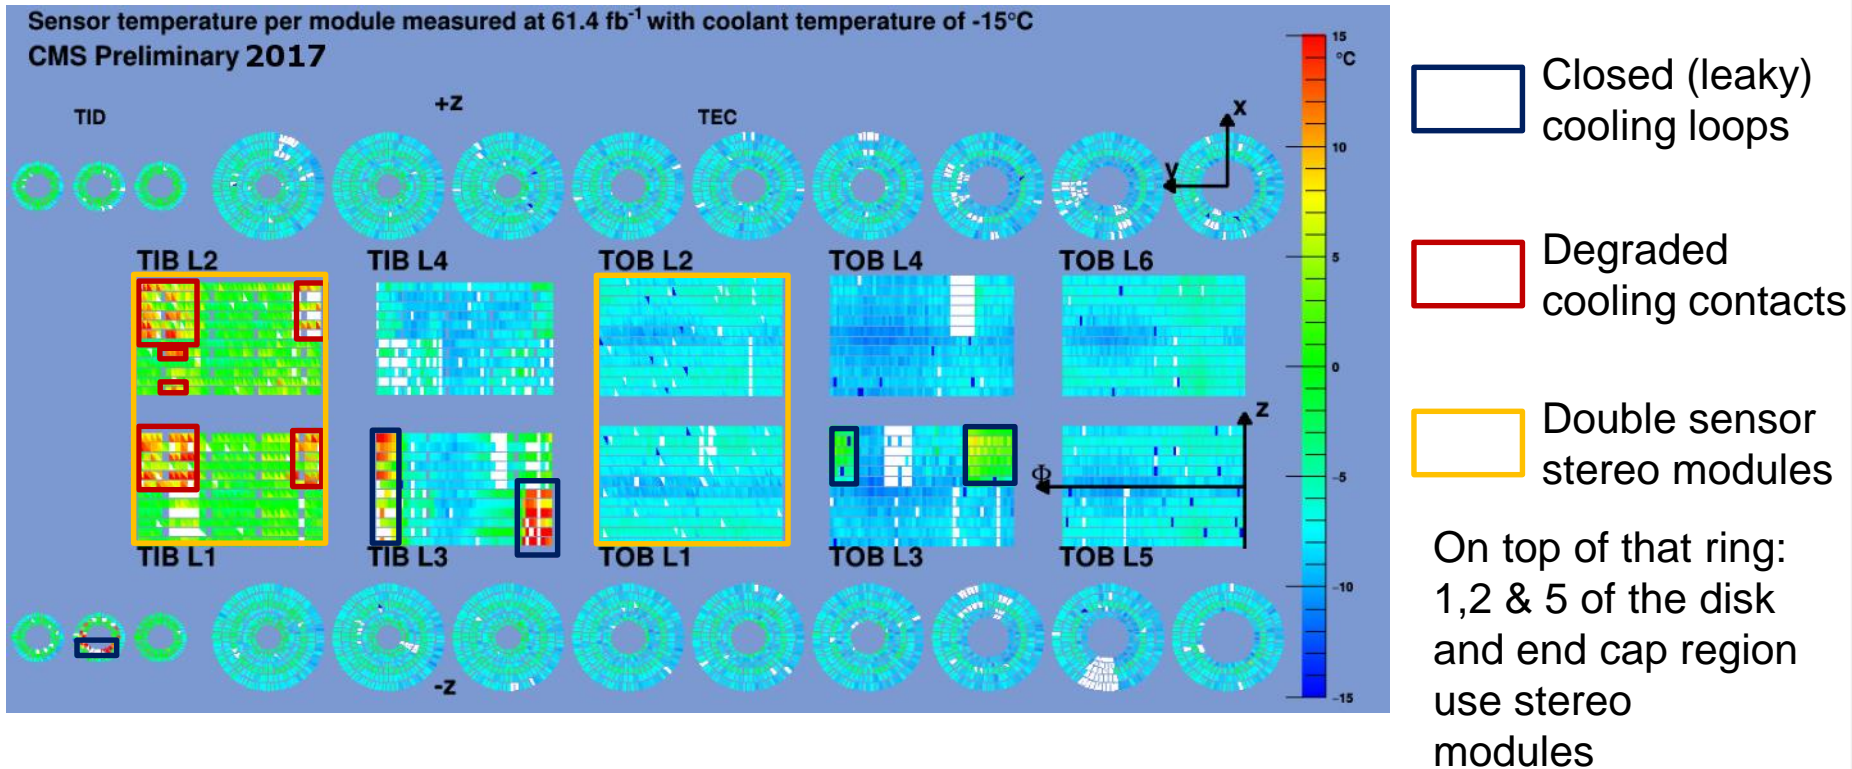 Sensor temperature per module measured at 61.4 fb⁻¹ with coolant temperature of -15°C
CMS Preliminary 2017
15
°C
10
5
0
−5
−10
−15
TID
+z
TEC
x
y
TIB L2
TIB L4
TOB L2
TOB L4
TOB L6
z
Φ
TIB L1
TIB L3
TOB L1
TOB L3
TOB L5
-z
Closed (leaky)
cooling loops
Degraded
cooling contacts
Double sensor
stereo modules
On top of that ring:
1,2 & 5 of the disk
and end cap region
use stereo
modules